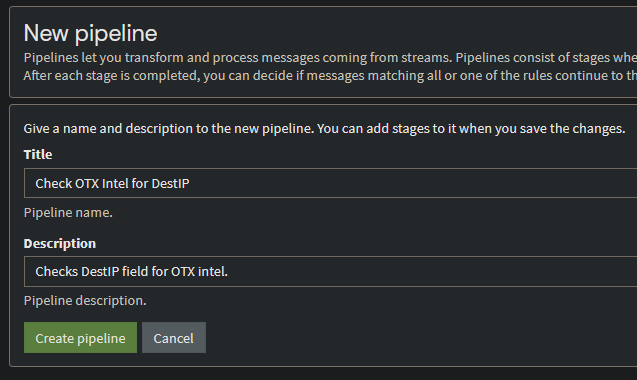 New pipeline
Pipelines let you transform and process messages coming from streams. Pipelines consist of stages whe
After each stage is completed, you can decide if messages matching all or one of the rules continue to th
Give a name and description to the new pipeline. You can add stages to it when you save the changes.
Title
Check OTX Intel for DestIP
Pipeline name.
Description
Checks DestIP field for OTX intel.
Pipeline description.
Create pipeline Cancel